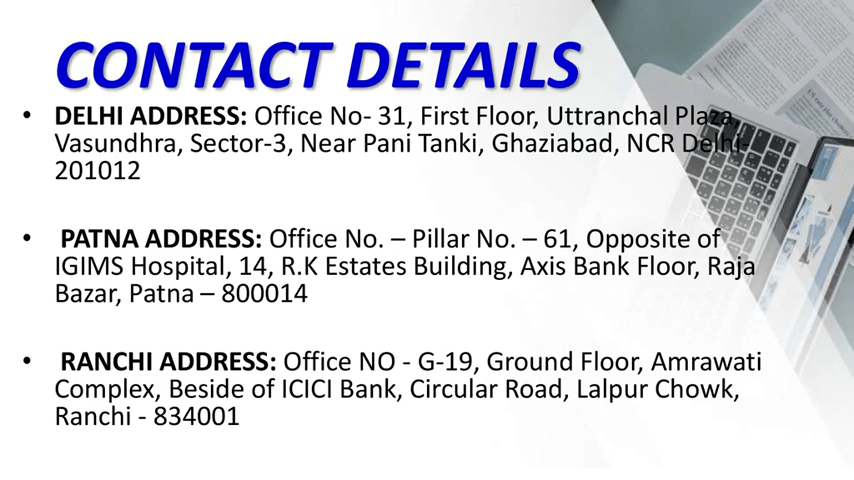 CONTACT DETAILS
• DELHI ADDRESS: Office No- 31, First Floor, Uttranchal Plaza,
Vasundhra, Sector-3, Near Pani Tanki, Ghaziabad, NCR Delhi-
201012
• PATNA ADDRESS: Office No. – Pillar No. – 61, Opposite of
IGIMS Hospital, 14, R.K Estates Building, Axis Bank Floor, Raja
Bazar, Patna – 800014
• RANCHI ADDRESS: Office NO - G-19, Ground Floor, Amrawati
Complex, Beside of ICICI Bank, Circular Road, Lalpur Chowk,
Ranchi - 834001